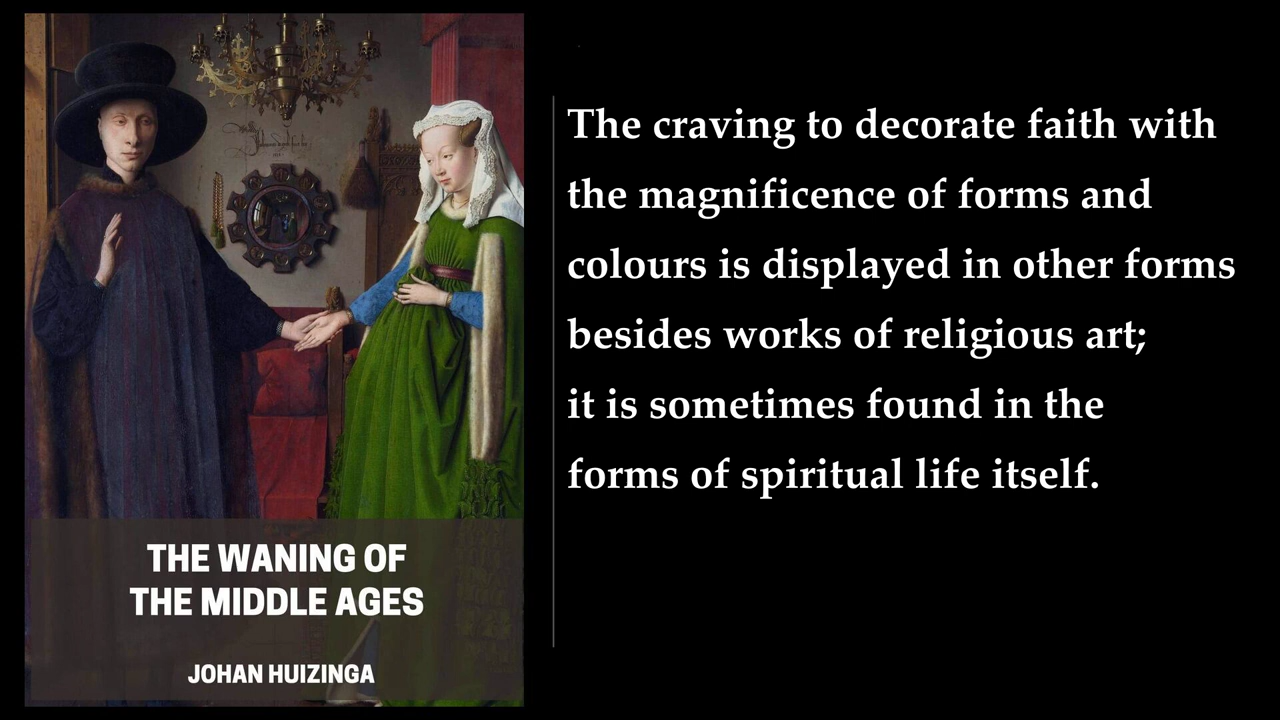 THE WANING OF
THE MIDDLE AGES
JOHAN HUIZINGA
The craving to decorate faith with
the magnificence of forms and
colours is displayed in other forms
besides works of religious art;
it is sometimes found in the
forms of spiritual life itself.